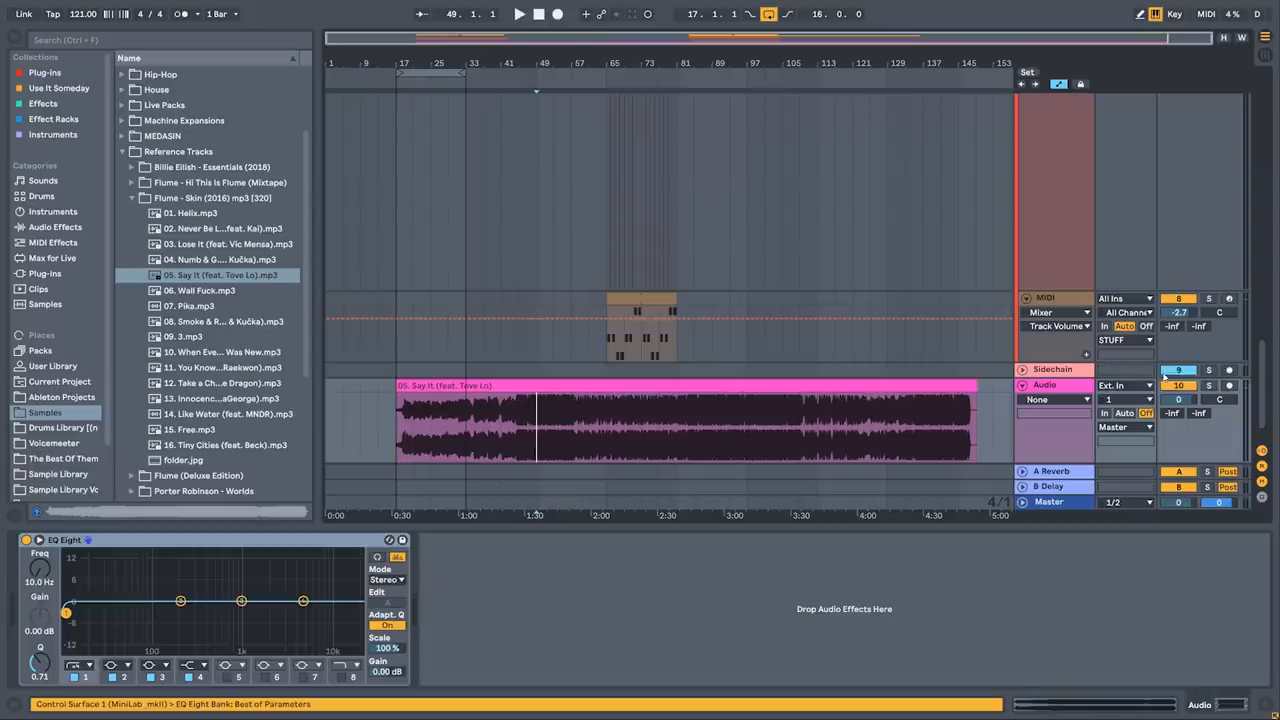 Link Tap 121.00 4 / 4 1 Bar 49. 1. 1 17. 1. 1 16. 0. 0 Key MIDI 4 % D
Search (Ctrl + F)
H W
Collections
Plug-ins
Use It Someday
Effects
Effect Racks
Instruments
Categories
Sounds
Drums
Instruments
Audio Effects
MIDI Effects
Max for Live
Plug-ins
Clips
Samples
Places
Packs
User Library
Current Project
Ableton Projects
Samples
Drums Library [(n
Voicemeeter
The Best Of Them
Sample Library
Sample Library Vo
Name
Hip-Hop
House
Live Packs
Machine Expansions
MEDASIN
Reference Tracks
Billie Eilish - Essentials (2018)
Flume - Hi This Is Flume (Mixtape)
Flume - Skin (2016) mp3 [320]
01. Helix.mp3
02. Never Be L...feat. Kai).mp3
03. Lose It (feat. Vic Mensa).mp3
04. Numb & G.... Kučka).mp3
05. Say It (feat. Tove Lo).mp3
06. Wall Fuck.mp3
07. Pika.mp3
08. Smoke & R... & Kučka).mp3
09. 3.mp3
10. When Eve... Was New.mp3
11. You Know...Raekwon).mp3
12. Take a Ch...e Dragon).mp3
13. Innocenc...aGeorge).mp3
14. Like Water (feat. MNDR).mp3
15. Free.mp3
16. Tiny Cities (feat. Beck).mp3
folder.jpg
Flume (Deluxe Edition)
Porter Robinson - Worlds
1 9 17 25 33 41 49 57 65 73 81 89 97 105 113 121 129 137 145 153
Set
MIDI All Ins 8 S
Mixer All Channe -2.7 C
Track Volume In Auto Off -inf -inf
STUFF
Sidechain 9 S
05. Say It (feat. Tove Lo)
Audio Ext. In 10 S
None 1 0 C
In Auto Off -inf -inf
Master
A Reverb A S Post
B Delay B S Post
4/1
Master 1/2 0 0
0:00 0:30 1:00 1:30 2:00 2:30 3:00 3:30 4:00 4:30 5:00
EQ Eight
Freq
10.0 Hz
Gain
0.00 dB
Q
0.71
12
6
0
-6
-12
100 1k 10k
1 2 3 4 5 6 7 8
Mode
Stereo
Edit
A
Adapt. Q
On
Scale
100 %
Gain
0.00 dB
Drop Audio Effects Here
Control Surface 1 (MiniLab_mkII) > EQ Eight Bank: Best of Parameters
Audio